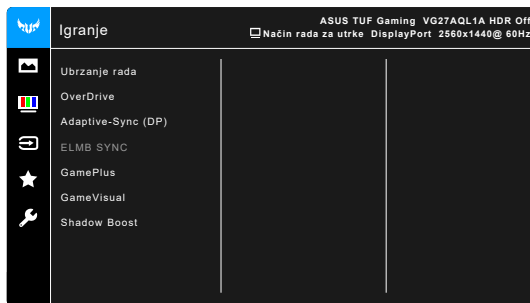 Igranje
ASUS TUF Gaming VG27AQL1A HDR Off
Način rada za utrke DisplayPort 2560x1440@ 60Hz
Ubrzanje rada
OverDrive
Adaptive-Sync (DP)
ELMB SYNC
GamePlus
GameVisual
Shadow Boost